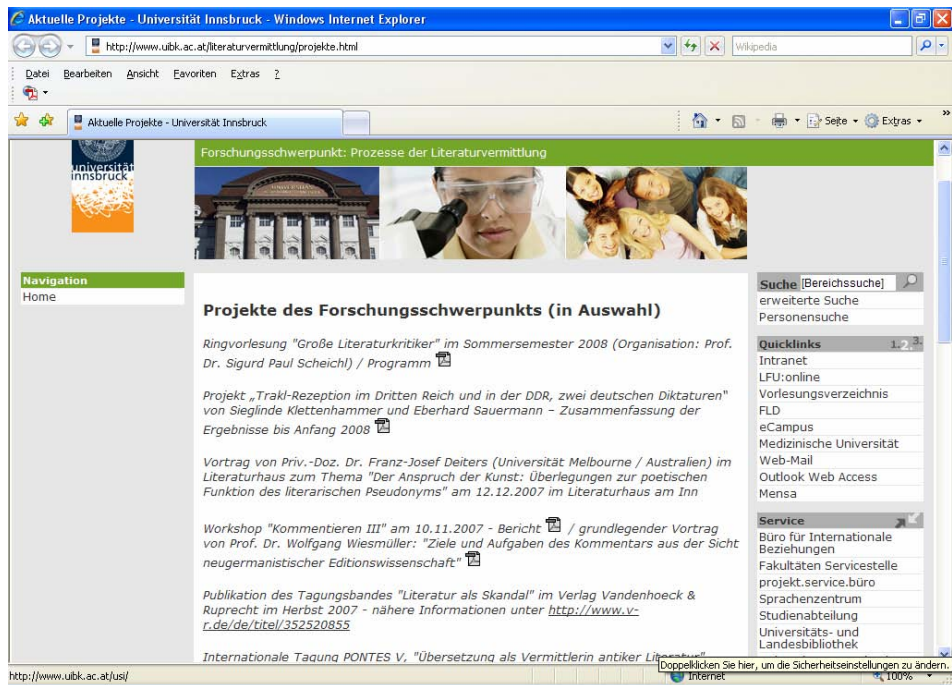 Aktuelle Projekte - Universität Innsbruck - Windows Internet Explorer
http://www.uibk.ac.at/literaturvermittlung/projekte.html
Wikipedia
Datei Bearbeiten Ansicht Favoriten Extras ?
Aktuelle Projekte - Universität Innsbruck
Seite
Extras
»
universität
innsbruck
Forschungsschwerpunkt: Prozesse der Literaturvermittlung
Navigation
Home
Projekte des Forschungsschwerpunkts (in Auswahl)
Ringvorlesung "Große Literaturkritiker" im Sommersemester 2008 (Organisation: Prof.
Dr. Sigurd Paul Scheichl) / Programm
Projekt „Trakl-Rezeption im Dritten Reich und in der DDR, zwei deutschen Diktaturen"
von Sieglinde Klettenhammer und Eberhard Sauermann – Zusammenfassung der
Ergebnisse bis Anfang 2008
Vortrag von Priv.-Doz. Dr. Franz-Josef Deiters (Universität Melbourne / Australien) im
Literaturhaus zum Thema "Der Anspruch der Kunst: Überlegungen zur poetischen
Funktion des literarischen Pseudonyms" am 12.12.2007 im Literaturhaus am Inn
Workshop "Kommentieren III" am 10.11.2007 - Bericht / grundlegender Vortrag
von Prof. Dr. Wolfgang Wiesmüller: "Ziele und Aufgaben des Kommentars aus der Sicht
neugermanistischer Editionswissenschaft"
Publikation des Tagungsbandes "Literatur als Skandal" im Verlag Vandenhoeck &
Ruprecht im Herbst 2007 - nähere Informationen unter http://www.v-
r.de/de/titel/352520855
Internationale Tagung PONTES V, "Übersetzung als Vermittlerin antiker Literatur"
Suche [Bereichssuche]
erweiterte Suche
Personensuche
Quicklinks 1.2.3.
Intranet
LFU:online
Vorlesungsverzeichnis
FLD
eCampus
Medizinische Universität
Web-Mail
Outlook Web Access
Mensa
Service
Büro für Internationale
Beziehungen
Fakultäten Servicestelle
projekt.service.büro
Sprachenzentrum
Studienabteilung
Universitäts- und
Landesbibliothek
Doppelklicken Sie hier, um die Sicherheitseinstellungen zu ändern.
http://www.uibk.ac.at/usi/
Internet
100%